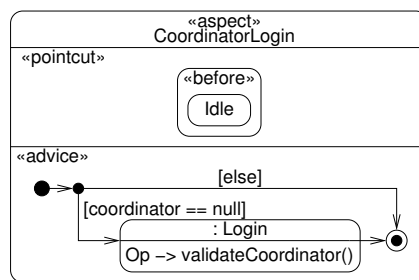 «aspect»
CoordinatorLogin
«pointcut»
«before»
Idle
«advice»
[else]
[coordinator == null]
: Login
Op −> validateCoordinator()